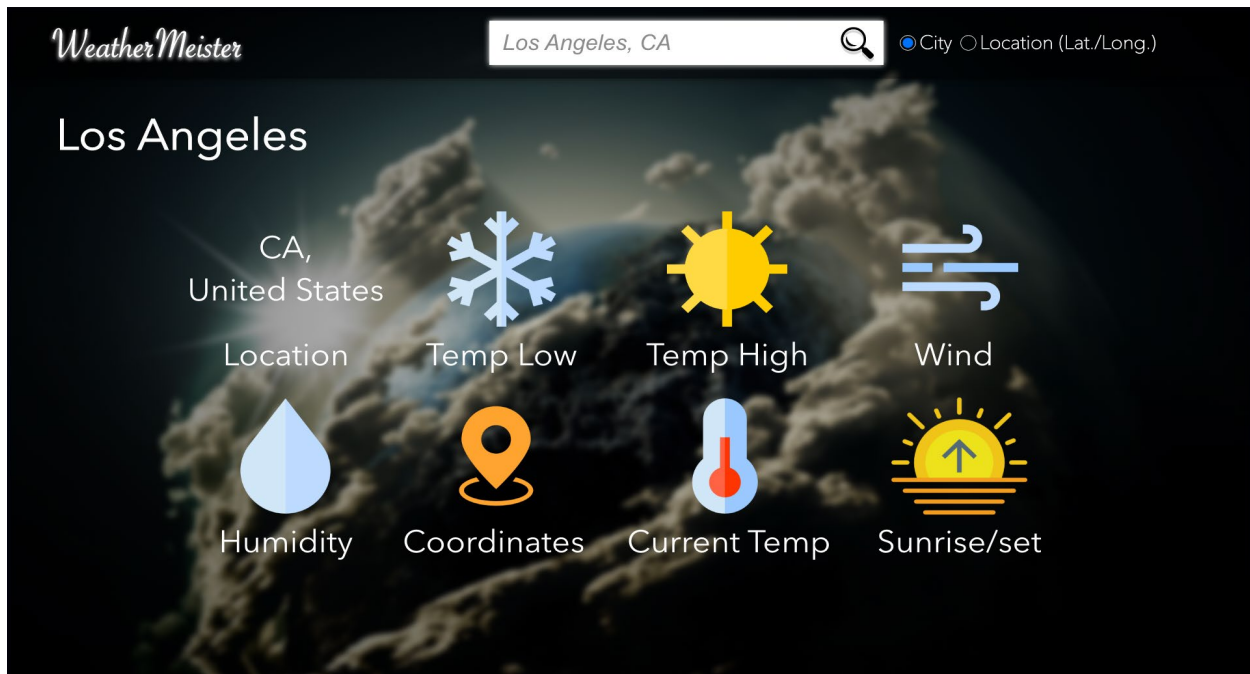 WeatherMeister
Los Angeles, CA
City Location (Lat./Long.)
Los Angeles
CA,
United States
Location
Temp Low
Temp High
Wind
Humidity
Coordinates
Current Temp
Sunrise/set